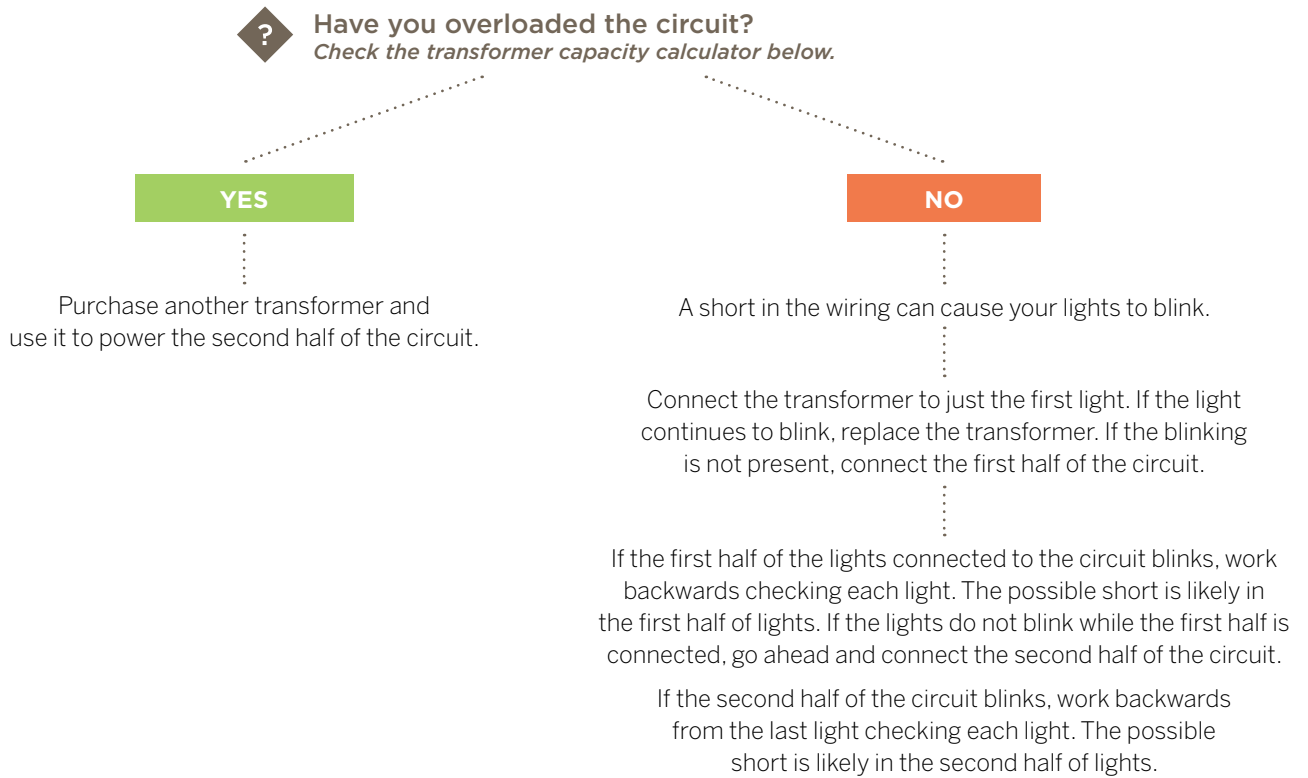 ?
Have you overloaded the circuit?
Check the transformer capacity calculator below.
YES
Purchase another transformer and
use it to power the second half of the circuit.
NO
A short in the wiring can cause your lights to blink.
Connect the transformer to just the first light. If the light
continues to blink, replace the transformer. If the blinking
is not present, connect the first half of the circuit.
If the first half of the lights connected to the circuit blinks, work
backwards checking each light. The possible short is likely in
the first half of lights. If the lights do not blink while the first half is
connected, go ahead and connect the second half of the circuit.
If the second half of the circuit blinks, work backwards
from the last light checking each light. The possible
short is likely in the second half of lights.